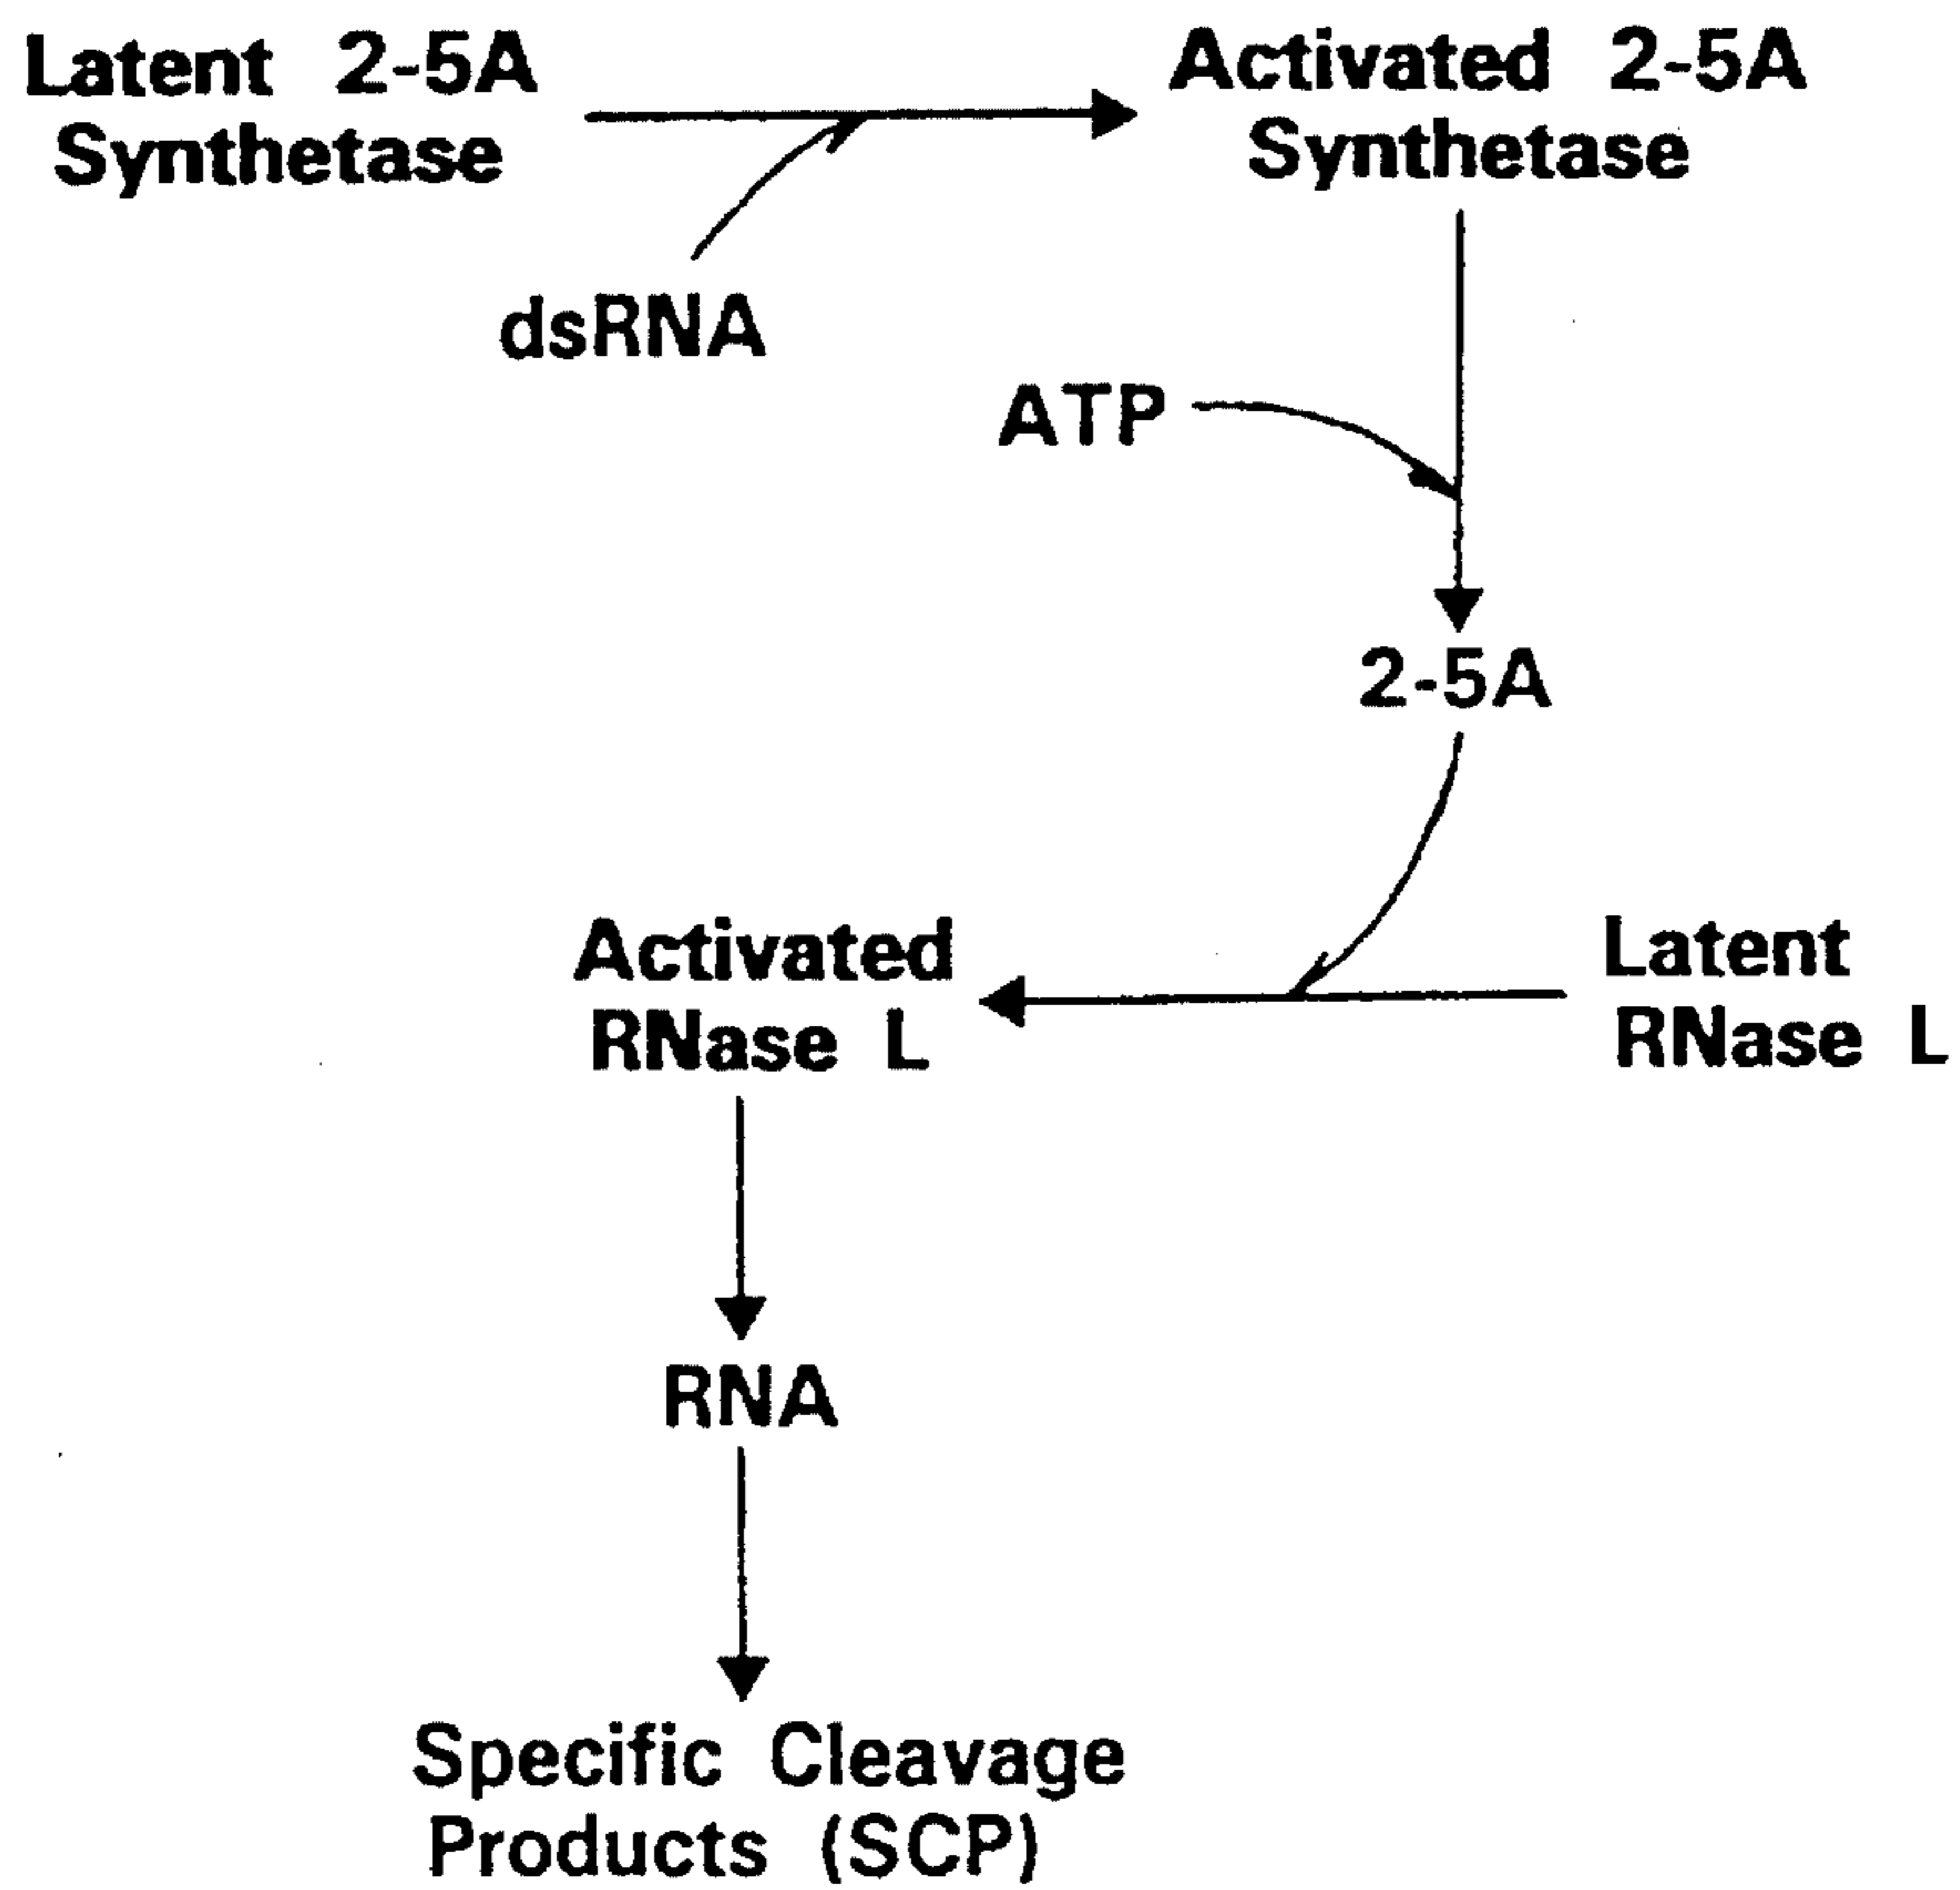 Latent 2-5A
Synthetase
Activated 2-5A
Synthetase
dsRNA
ATP
2-5A
Activated
RNase L
Latent
RNase L
RNA
Specific Cleavage
Products (SCP)